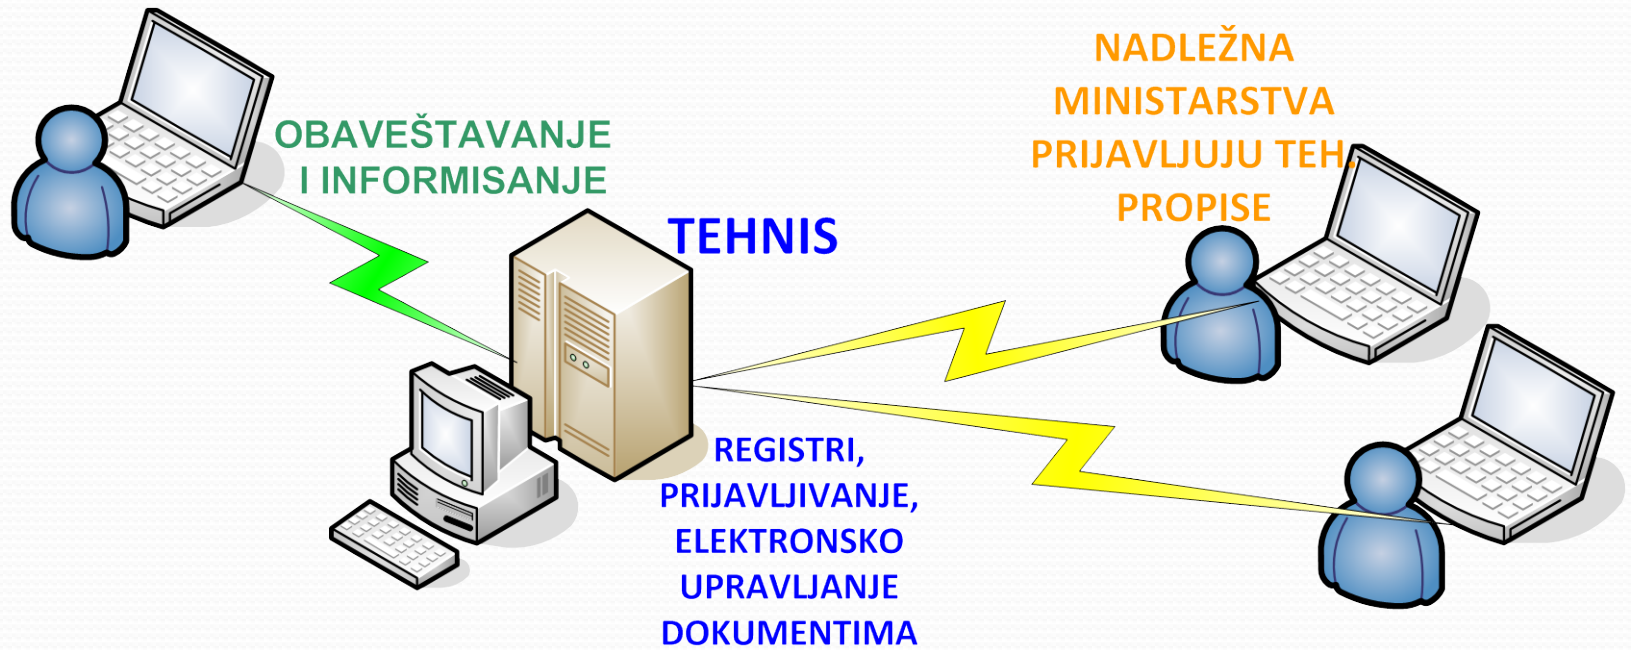 OBAVEŠTAVANJE
I INFORMISANJE
TEHNIS
REGISTRI,
PRIJAVLJIVANJE,
ELEKTRONSKO
UPRAVLJANJE
DOKUMENTIMA
NADLEŽNA
MINISTARSTVA
PRIJAVLJUJU TEH.
PROPISE